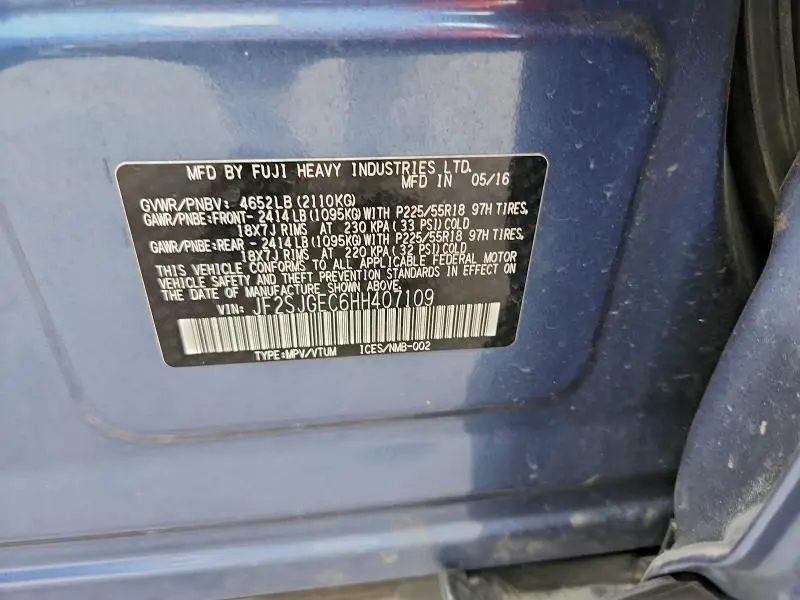 MFD BY FUJI HEAVY INDUSTRIES LTD.
MFD IN 05/16
GVWR/PNBV: 4652LB(2110KG)
GAWR/PNBE:FRONT- 2414LB(1095KG)WITH P225/55R18 97H TIRES,
18X7J RIMS AT 230 KPA(33 PSI)COLD
GAWR/PNBE:REAR - 2414LB(1095KG)WITH P225/55R18 97H TIRES,
18X7J RIMS AT 220 KPA(32 PSI)COLD
THIS VEHICLE CONFORMS TO ALL APPLICABLE FEDERAL MOTOR
VEHICLE SAFETY AND THEFT PREVENTION STANDARDS IN EFFECT ON
THE DATE OF MANUFACTURE SHOWN ABOVE.
VIN: JF2SJGEC6HH407109
TYPE:MPV/VTUM ICES/NMB-002